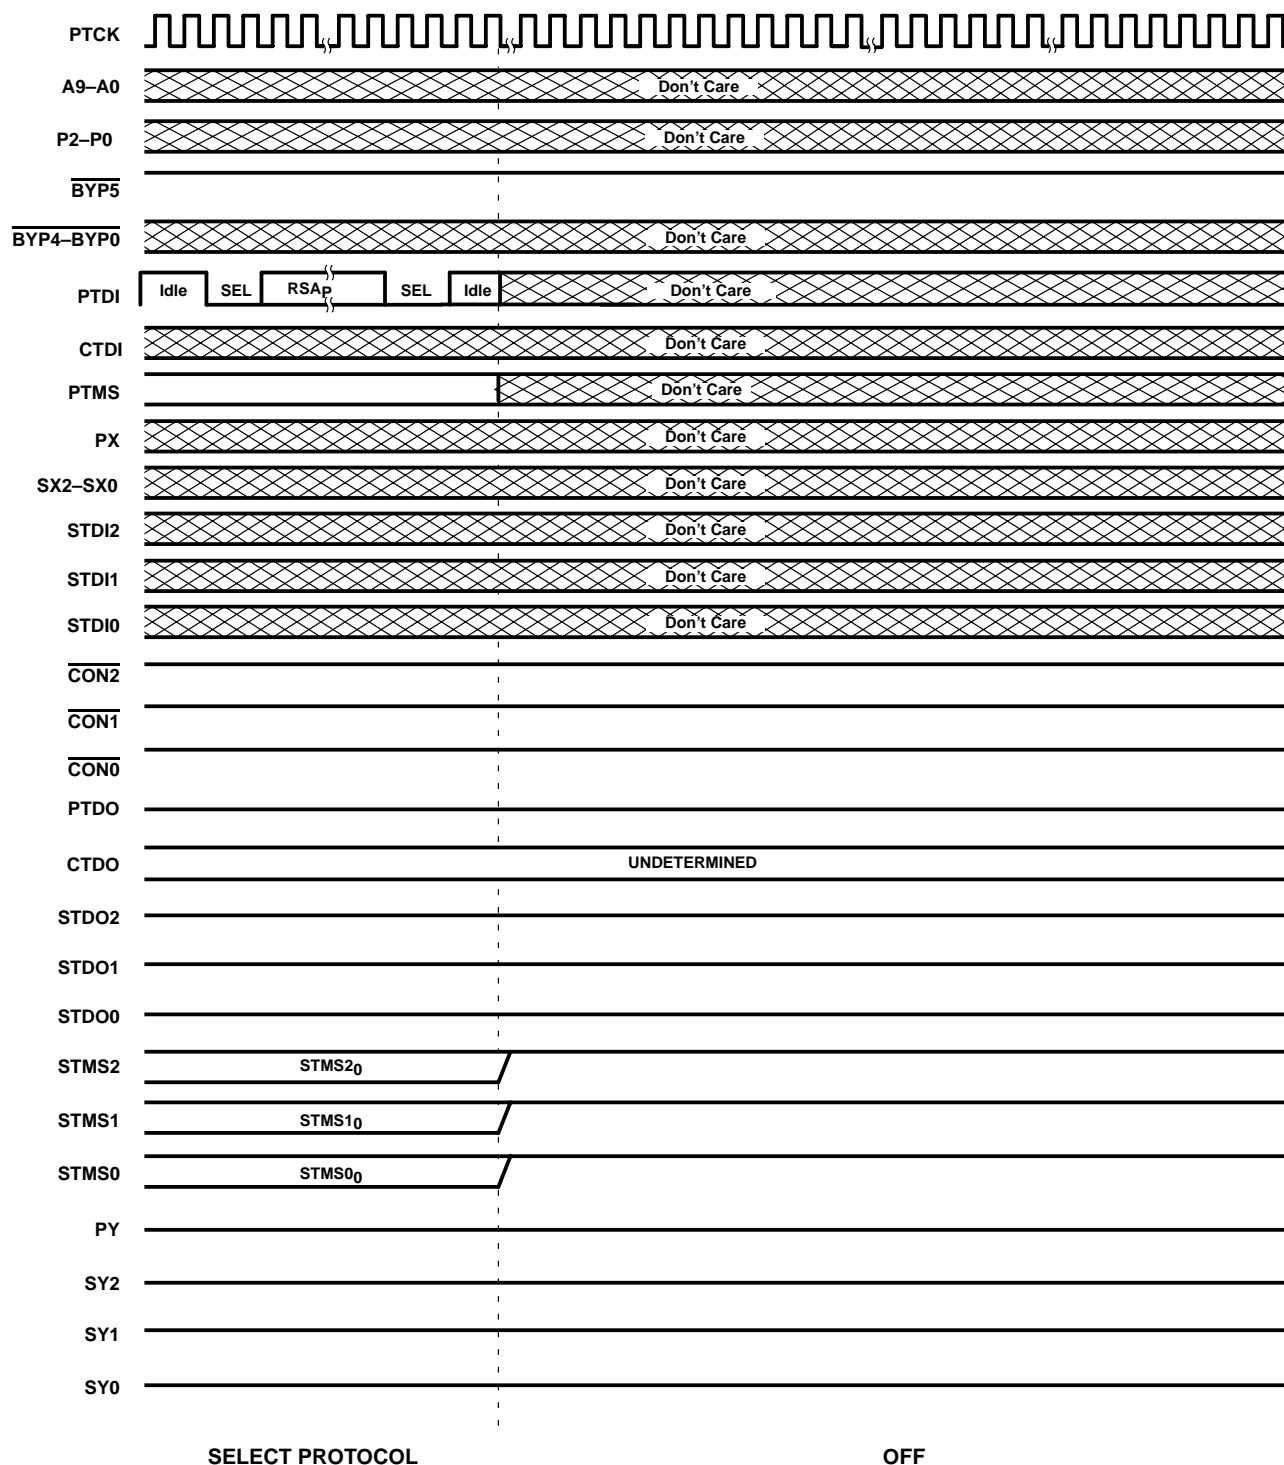 PTCK
A9–A0 Don't Care
P2–P0 Don't Care
BYP5
BYP4–BYP0 Don't Care
PTDI Idle SEL RSAP SEL Idle Don't Care
CTDI Don't Care
PTMS Don't Care
PX Don't Care
SX2–SX0 Don't Care
STDI2 Don't Care
STDI1 Don't Care
STDI0 Don't Care
CON2
CON1
CON0
PTDO
CTDO UNDETERMINED
STDO2
STDO1
STDO0
STMS2 STMS20
STMS1 STMS10
STMS0 STMS00
PY
SY2
SY1
SY0
SELECT PROTOCOL OFF